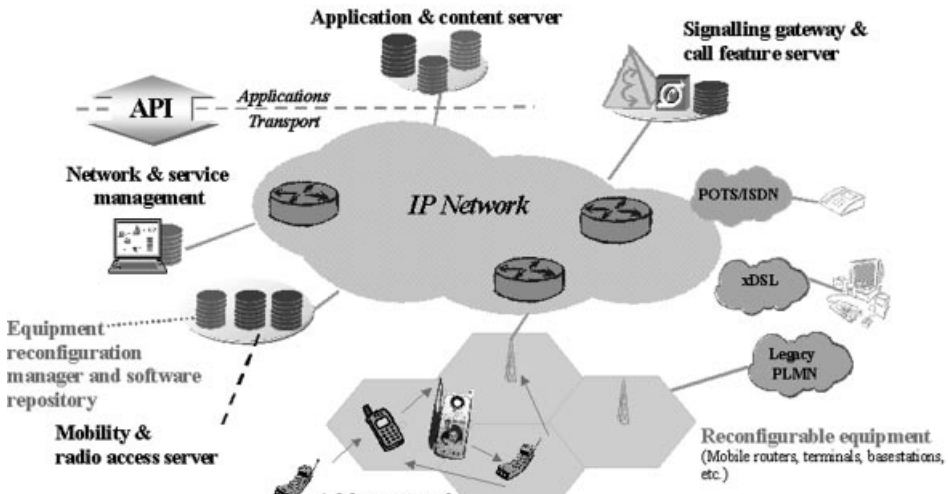 Application & content server
Signalling gateway &
call feature server
API
Applications
Transport
Network & service
management
IP Network
POTS/ISDN
xDSL
Equipment
reconfiguration
manager and software
repository
Legacy
PLMN
Mobility &
radio access server
Reconfigurable equipment
(Mobile routers, terminals, basestations,
etc.)